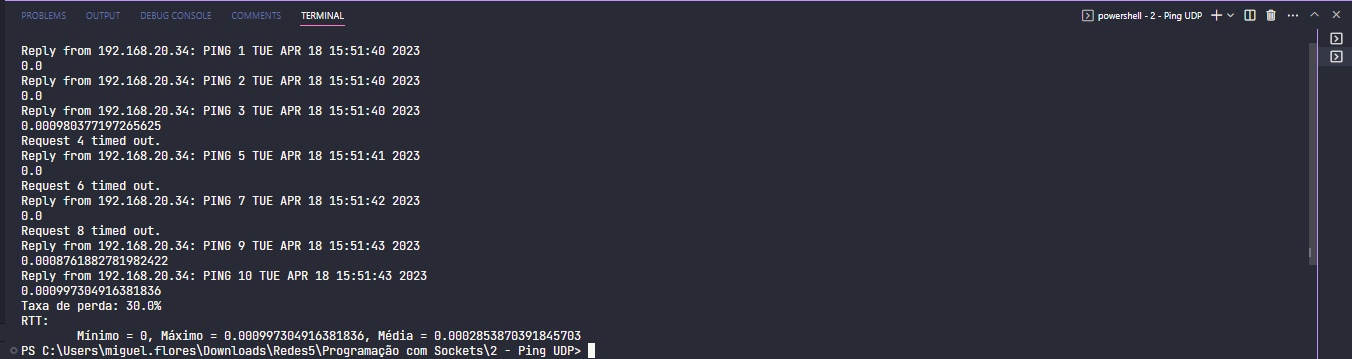 PROBLEMS OUTPUT DEBUG CONSOLE COMMENTS TERMINAL powershell - 2 - Ping UDP
Reply from 192.168.20.34: PING 1 TUE APR 18 15:51:40 2023
0.0
Reply from 192.168.20.34: PING 2 TUE APR 18 15:51:40 2023
0.0
Reply from 192.168.20.34: PING 3 TUE APR 18 15:51:40 2023
0.000980377197265625
Request 4 timed out.
Reply from 192.168.20.34: PING 5 TUE APR 18 15:51:41 2023
0.0
Request 6 timed out.
Reply from 192.168.20.34: PING 7 TUE APR 18 15:51:42 2023
0.0
Request 8 timed out.
Reply from 192.168.20.34: PING 9 TUE APR 18 15:51:43 2023
0.0008761882781982422
Reply from 192.168.20.34: PING 10 TUE APR 18 15:51:43 2023
0.000997304916381836
Taxa de perda: 30.0%
RTT:
Mínimo = 0, Máximo = 0.000997304916381836, Média = 0.0002853870391845703
PS C:\Users\miguel.flores\Downloads\Redes5\Programação com Sockets\2 - Ping UDP>